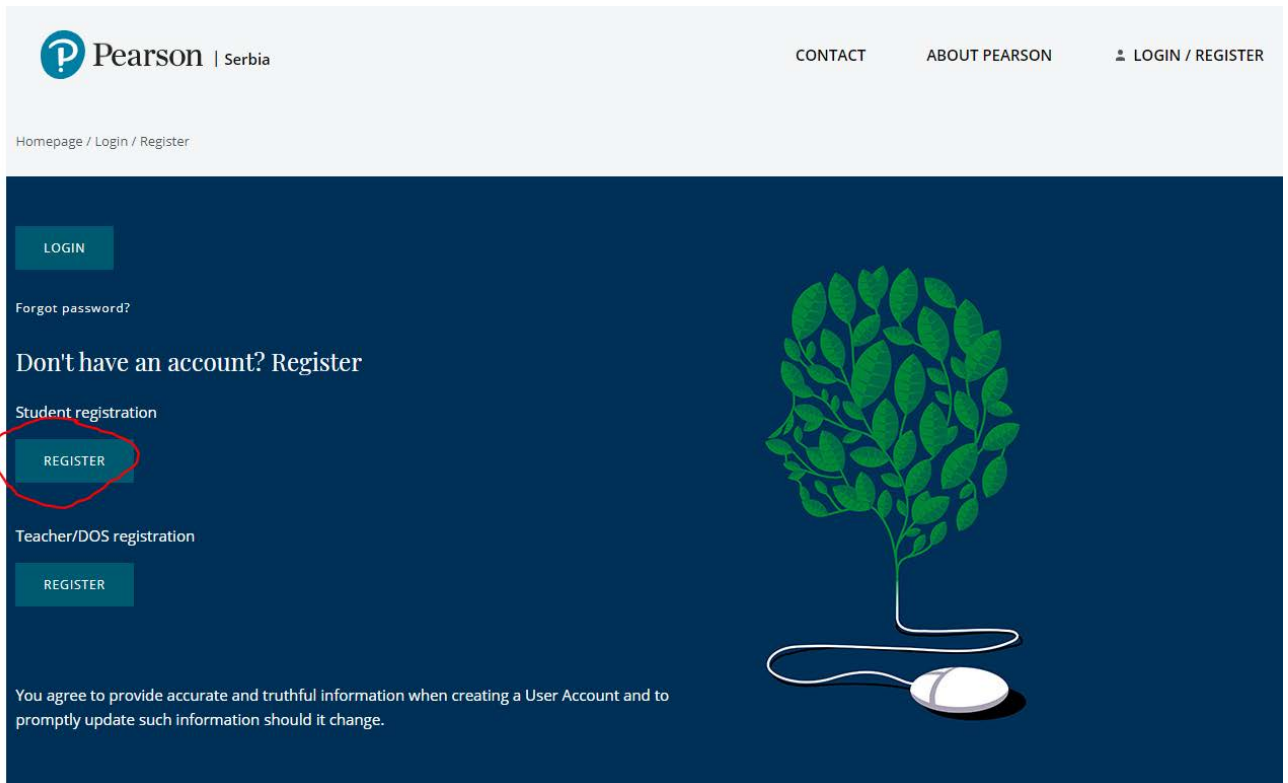 Pearson | Serbia
CONTACT ABOUT PEARSON LOGIN / REGISTER
Homepage / Login / Register
LOGIN
Forgot password?
Don't have an account? Register
Student registration
REGISTER
Teacher/DOS registration
REGISTER
You agree to provide accurate and truthful information when creating a User Account and to
promptly update such information should it change.